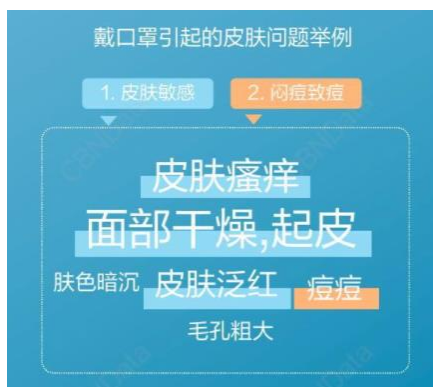 戴口罩引起的皮肤问题举例
1. 皮肤敏感 2. 闷痘致痘
皮肤瘙痒
面部干燥,起皮
肤色暗沉 皮肤泛红 痘痘
毛孔粗大